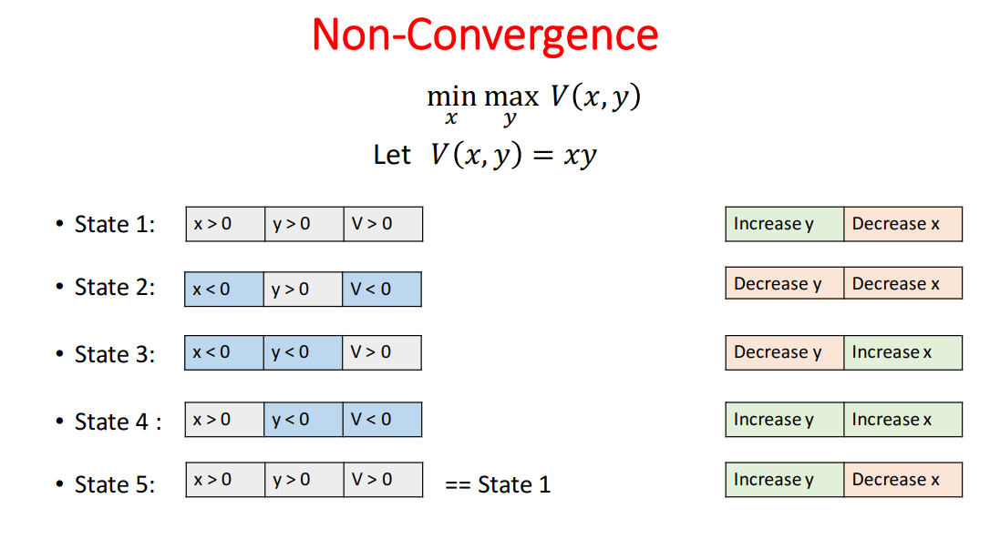 Non-Convergence
min max V(x, y)
x y
Let V(x, y) = xy
• State 1: x > 0 y > 0 V > 0 Increase y Decrease x
• State 2: x < 0 y > 0 V < 0 Decrease y Decrease x
• State 3: x < 0 y < 0 V > 0 Decrease y Increase x
• State 4 : x > 0 y < 0 V < 0 Increase y Increase x
• State 5: x > 0 y > 0 V > 0 == State 1 Increase y Decrease x